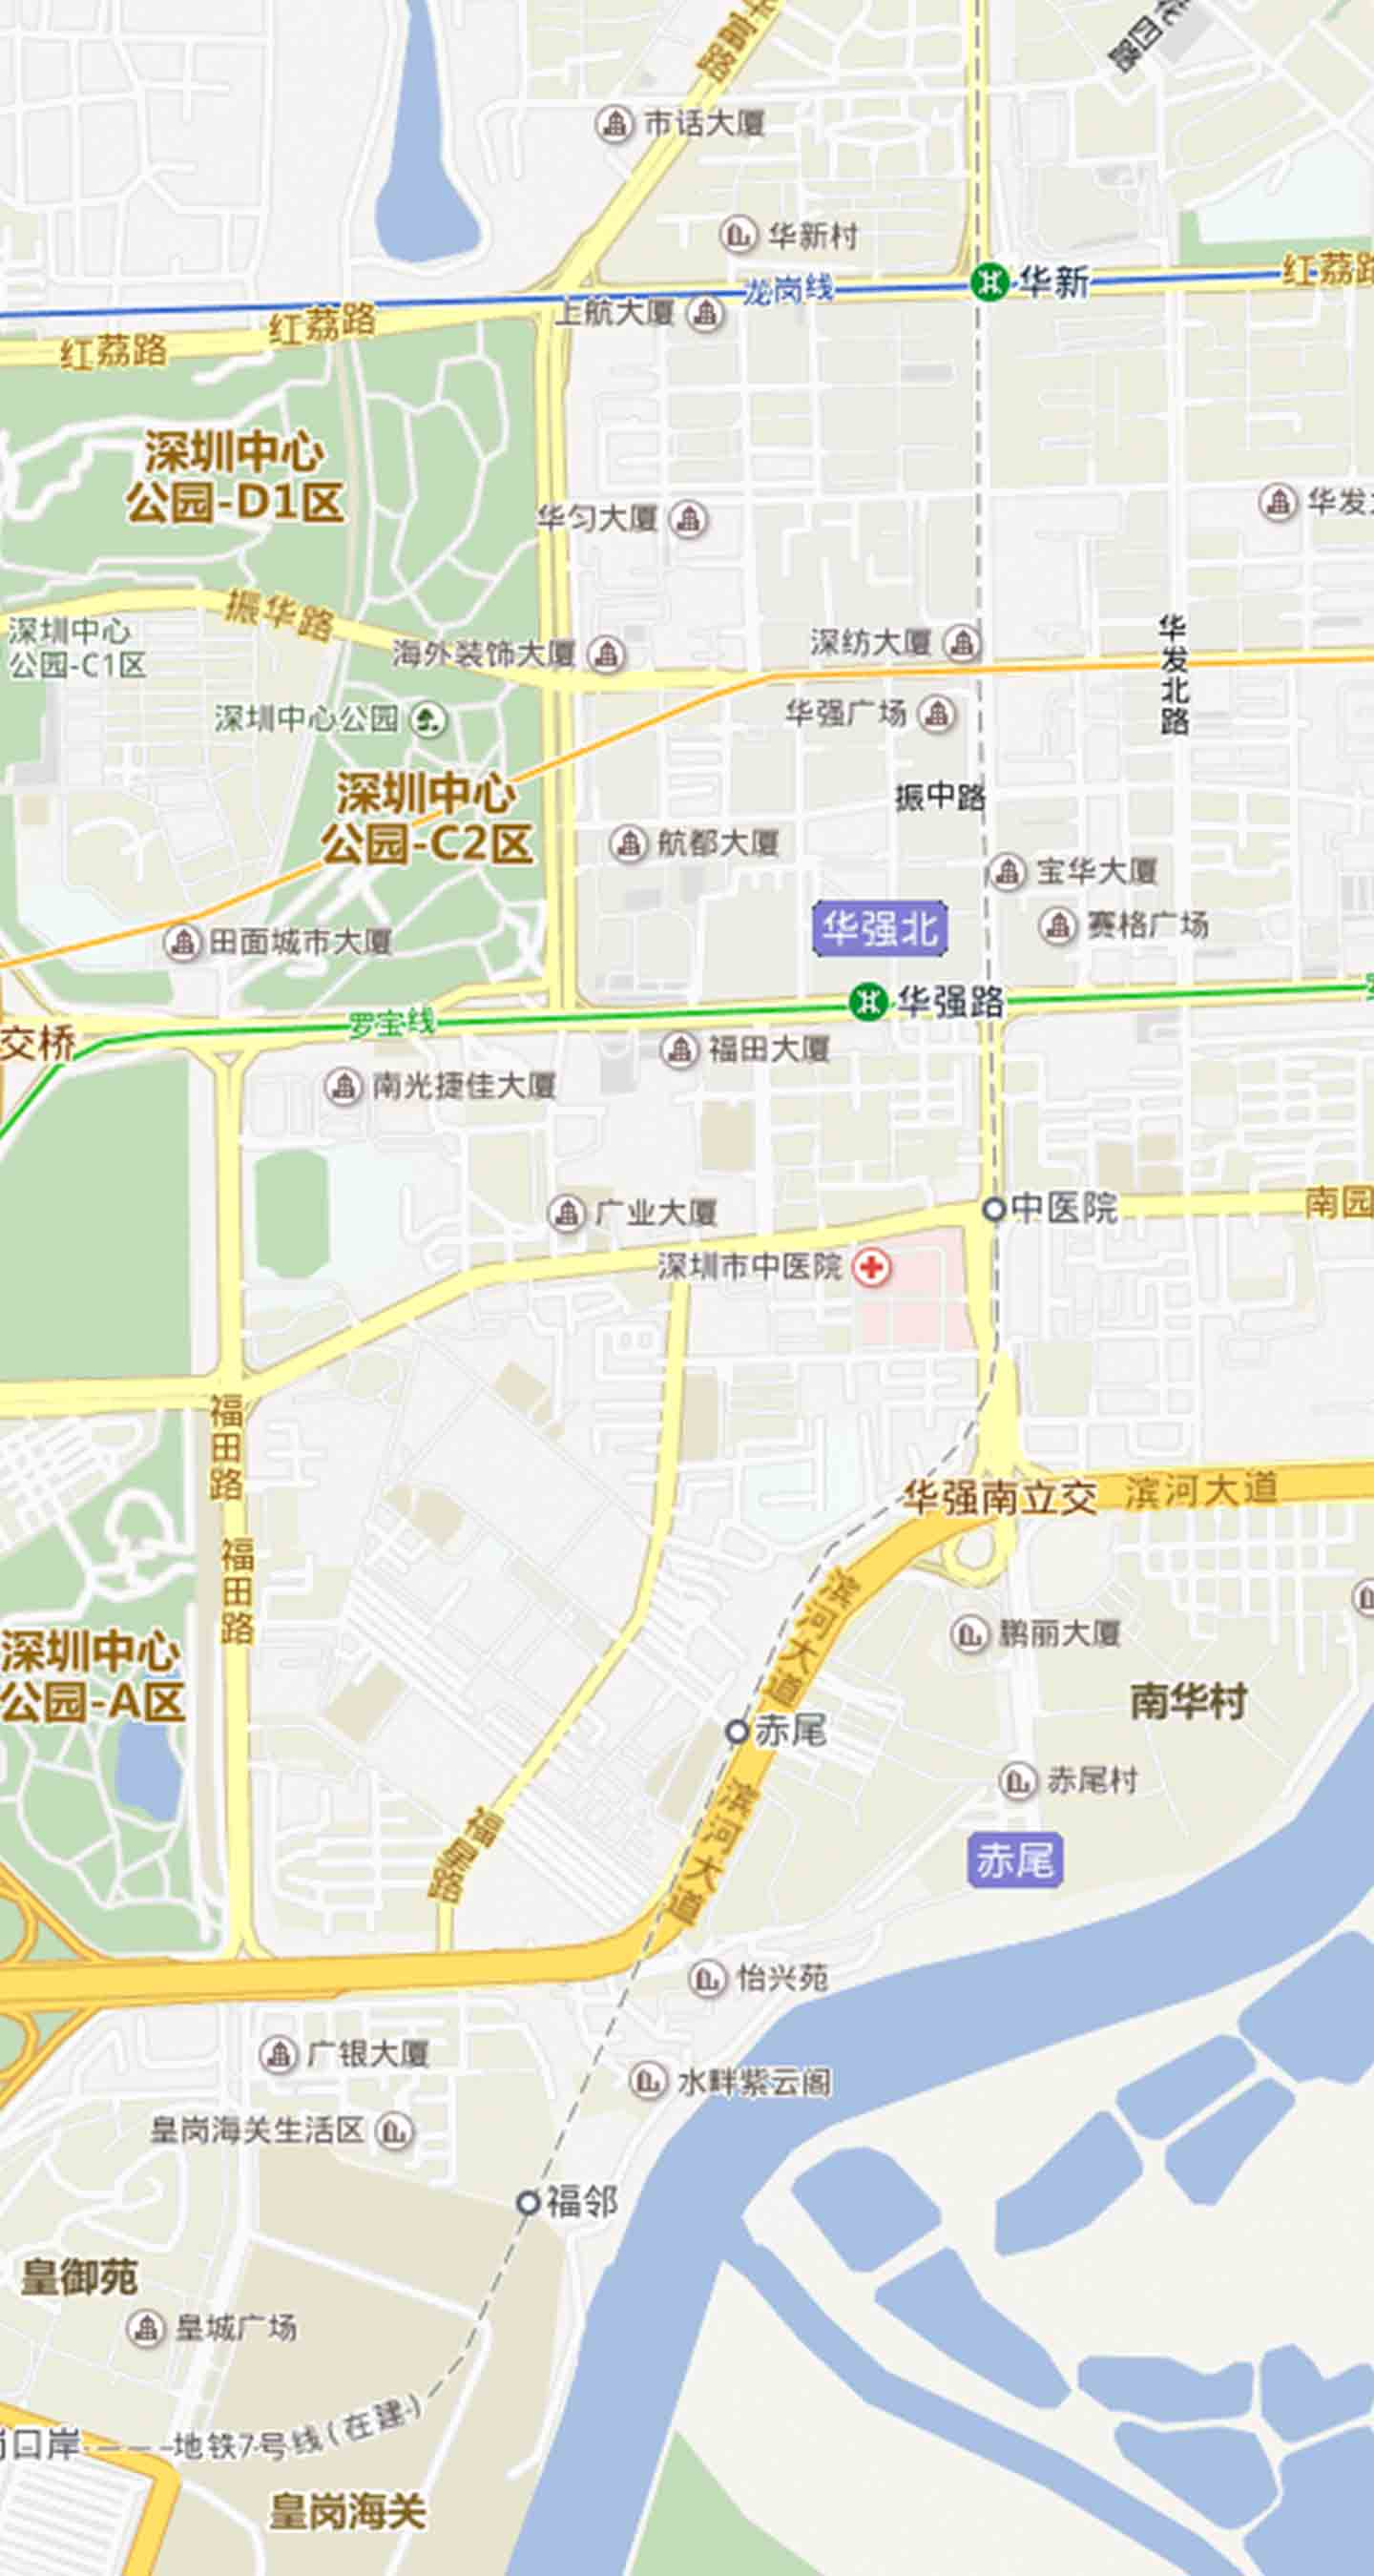 华富路
市话大厦
华新村
华新
红荔路
龙岗线
上航大厦
红荔路
红荔路
深圳中心
公园-D1区
华匀大厦
华发
振华路
深圳中心
公园-C1区
海外装饰大厦
深纺大厦
华发北路
深圳中心公园
华强广场
深圳中心
公园-C2区
振中路
航都大厦
宝华大厦
华强北
赛格广场
田面城市大厦
华强路
罗宝线
交桥
福田大厦
南光捷佳大厦
广业大厦
中医院
南园
深圳市中医院
福田路
华强南立交
滨河大道
福田路
滨河大道
鹏丽大厦
深圳中心
公园-A区
南华村
赤尾
赤尾村
滨河大道
福星路
赤尾
怡兴苑
广银大厦
水畔紫云阁
皇岗海关生活区
福邻
皇御苑
皇城广场
口岸
地铁7号线(在建)
皇岗海关